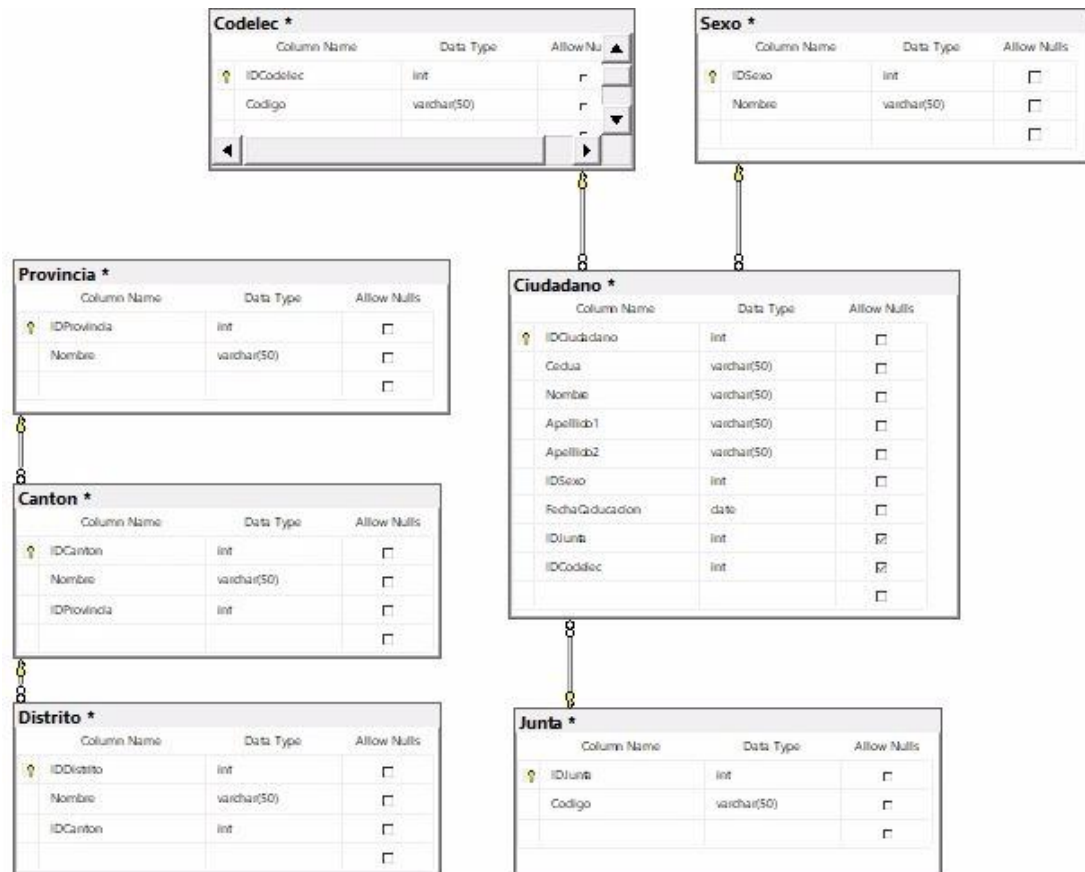 Codelec *
Column Name Data Type Allow Nu
IDCodelec int
Codigo varchar(50)
Sexo *
Column Name Data Type Allow Nulls
IDSexo int
Nombre varchar(50)
Provincia *
Column Name Data Type Allow Nulls
IDProvincia int
Nombre varchar(50)
Ciudadano *
Column Name Data Type Allow Nulls
IDCiudadano int
Cedua varchar(50)
Nombre varchar(50)
Apelllido1 varchar(50)
Apelllido2 varchar(50)
IDSexo int
FechaCaducacion date
IDJunta int
IDCodelec int
Canton *
Column Name Data Type Allow Nulls
IDCanton int
Nombre varchar(50)
IDProvincia int
Distrito *
Column Name Data Type Allow Nulls
IDDistrito int
Nombre varchar(50)
IDCanton int
Junta *
Column Name Data Type Allow Nulls
IDJunta int
Codigo varchar(50)